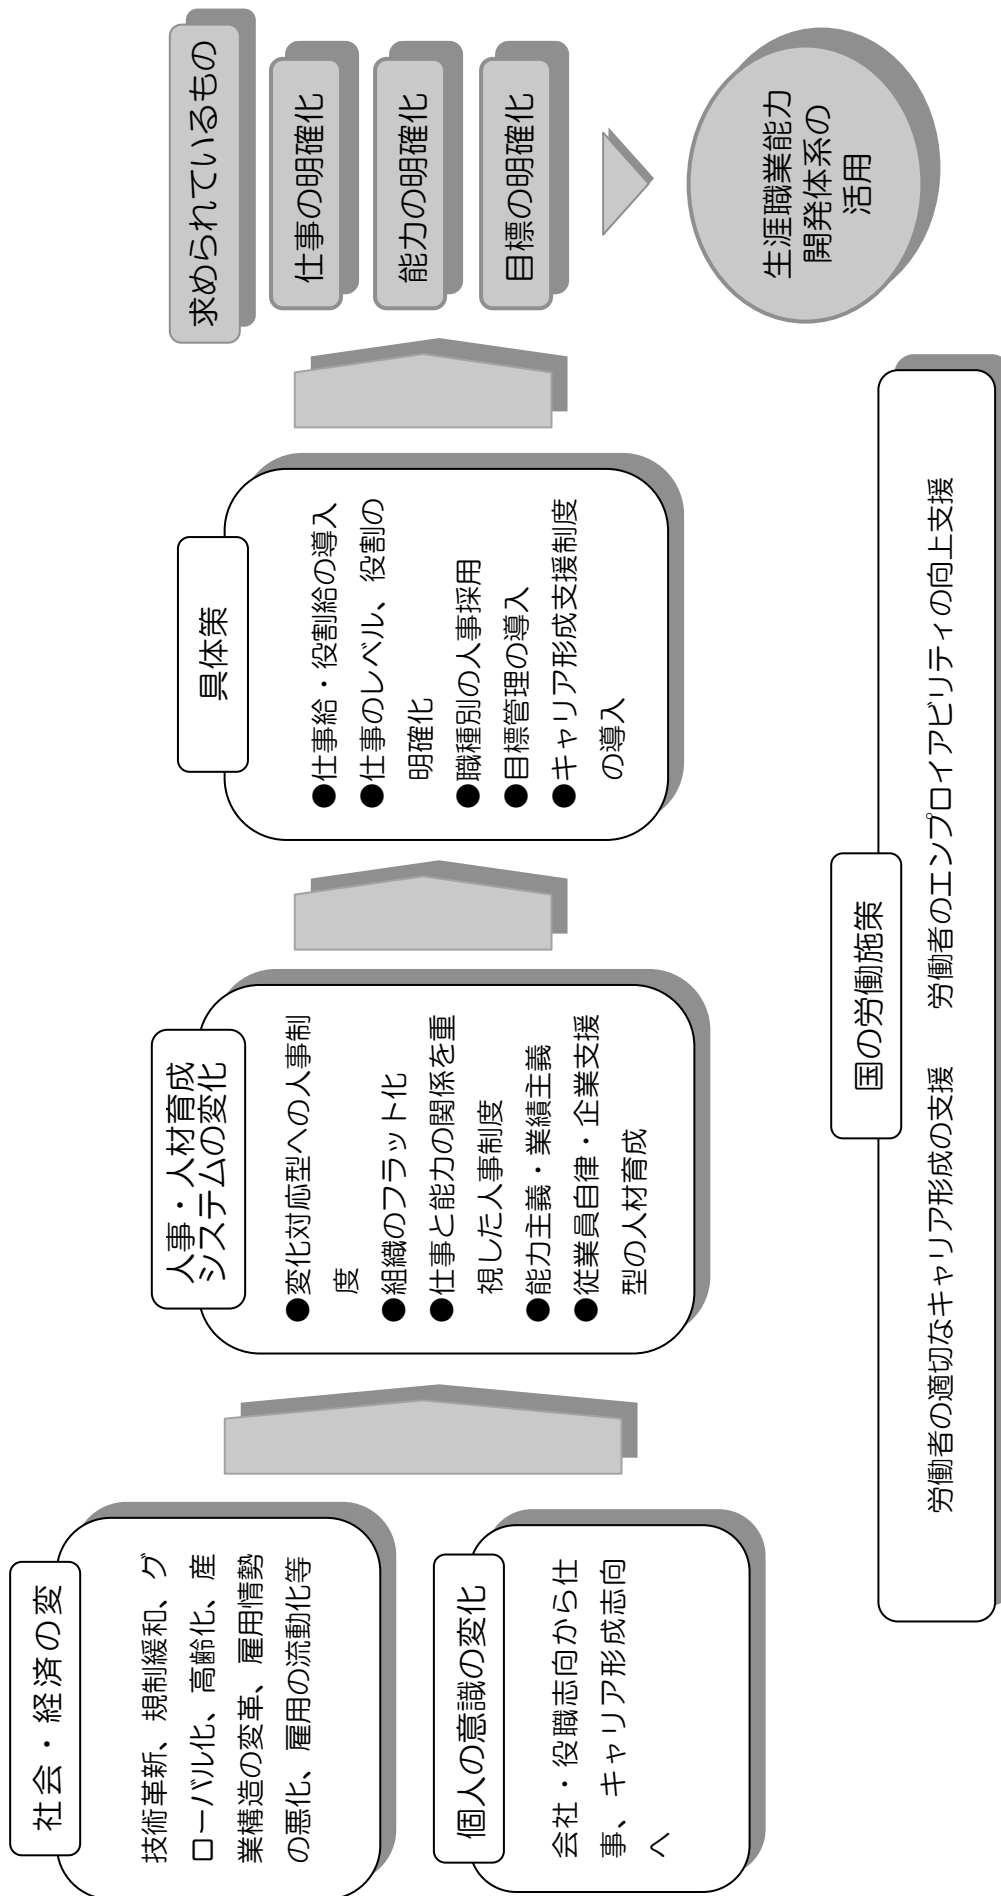 社会・経済の変
技術革新、規制緩和、グ
ローバル化、高齢化、産
業構造の変革、雇用情勢
の悪化、雇用の流動化等
個人の意識の変化
会社・役職志向から仕
事、キャリア形成志向
へ
人事・人材育成
システムの変化
●変化対応型への人事制
度
●組織のフラット化
●仕事と能力の関係を重
視した人事制度
●能力主義・業績主義
●従業員自律・企業支援
型の人材育成
具体策
●仕事給・役割給の導入
●仕事のレベル、役割の
明確化
●職種別の人事採用
●目標管理の導入
●キャリア形成支援制度
の導入
求められているもの
仕事の明確化
能力の明確化
目標の明確化
生涯職業能力
開発体系の
活用
国の労働施策
労働者の適切なキャリア形成の支援　労働者のエンプロイアビリティの向上支援